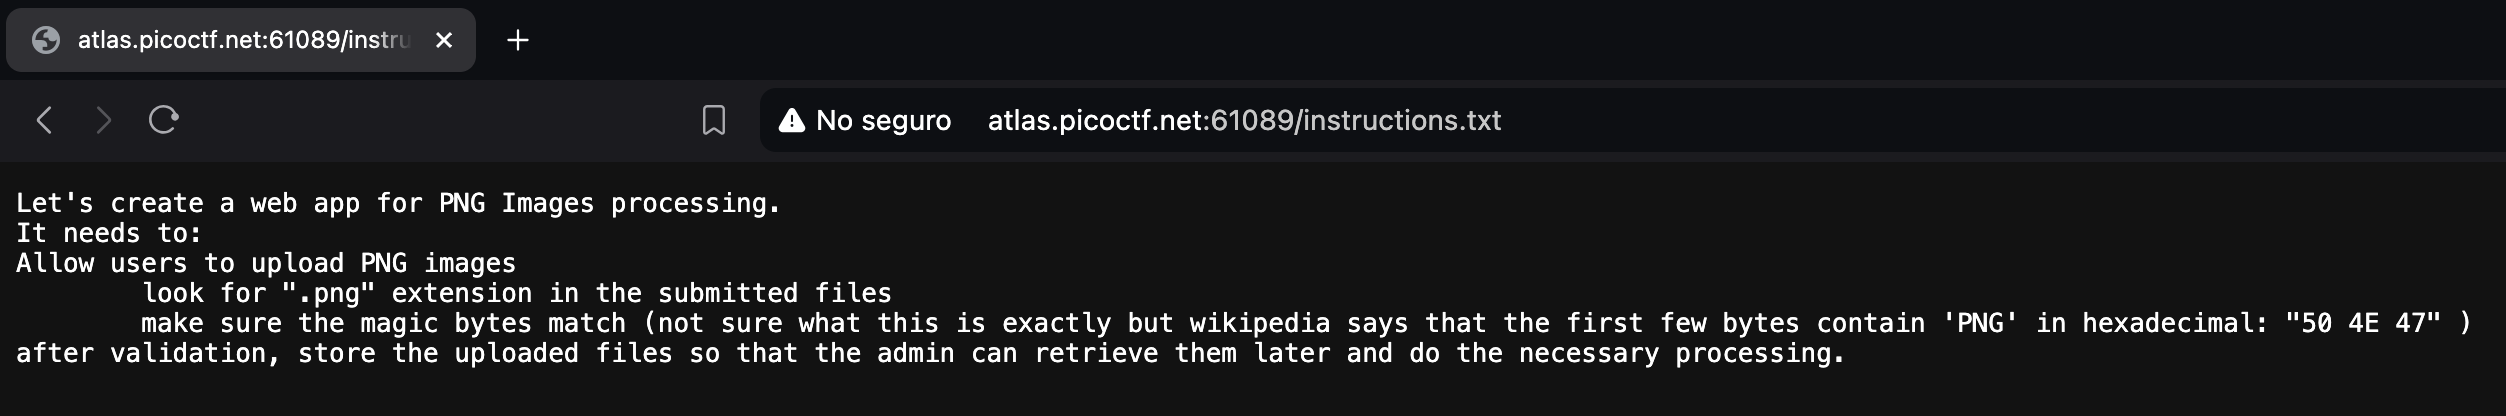 atlas.picoctf.net:61089/instru
No seguro atlas.picoctf.net:61089/instructions.txt
Let's create a web app for PNG Images processing.
It needs to:
Allow users to upload PNG images
look for ".png" extension in the submitted files
make sure the magic bytes match (not sure what this is exactly but wikipedia says that the first few bytes contain 'PNG' in hexadecimal: "50 4E 47" )
after validation, store the uploaded files so that the admin can retrieve them later and do the necessary processing.